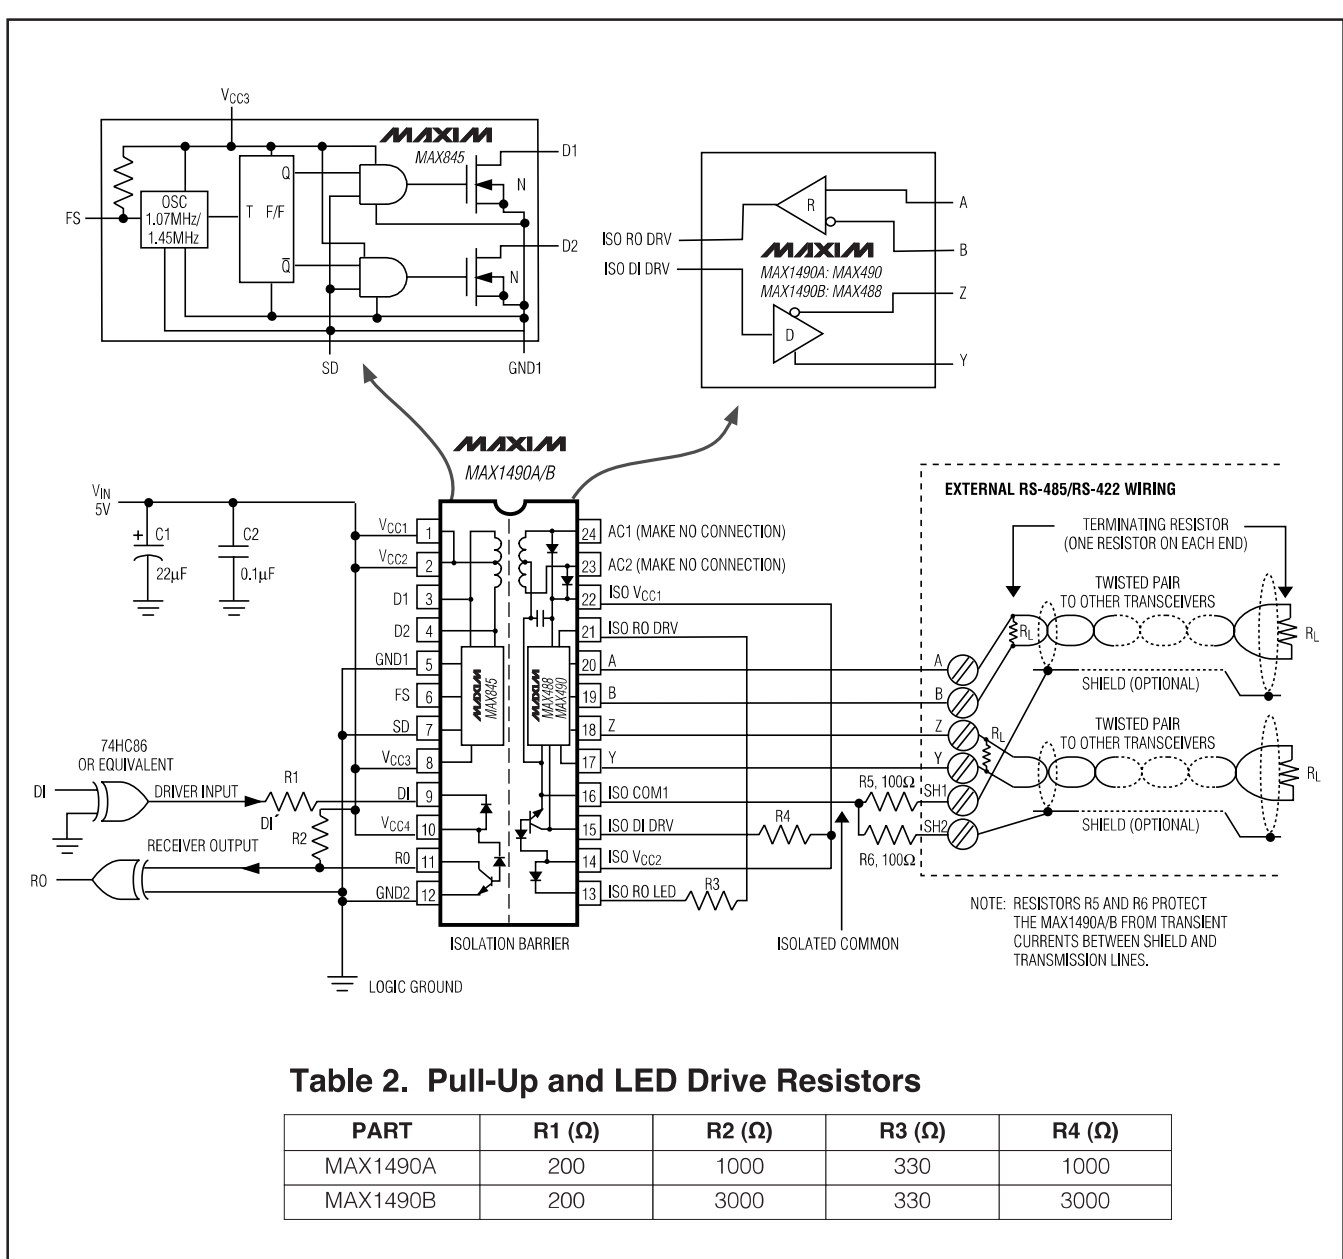 VCC3
MAXIM
MAX845
D1
Q
N
OSC
1.07MHz/
1.45MHz
T F/F
FS
D2
Q̅
N
SD
GND1
R
A
ISO RO DRV
B
MAXIM
ISO DI DRV
MAX1490A: MAX490
MAX1490B: MAX488
Z
D
Y
MAXIM
MAX1490A/B
VIN
5V
C1
22µF
C2
0.1µF
VCC1
1
VCC2
2
D1
3
D2
4
GND1
5
FS
6
SD
7
VCC3
8
DI
9
VCC4
10
RO
11
GND2
12
MAXIM
MAX845
MAXIM
MAX488
MAX490
24
AC1 (MAKE NO CONNECTION)
23
AC2 (MAKE NO CONNECTION)
22
ISO VCC1
21
ISO RO DRV
20
A
19
B
18
Z
17
Y
16
ISO COM1
15
ISO DI DRV
14
ISO VCC2
13
ISO RO LED
74HC86
OR EQUIVALENT
DI
DRIVER INPUT
R1
DI´
R2
RECEIVER OUTPUT
RO
ISOLATION BARRIER
LOGIC GROUND
R3
R4
R5, 100Ω
R6, 100Ω
ISOLATED COMMON
EXTERNAL RS-485/RS-422 WIRING
TERMINATING RESISTOR
(ONE RESISTOR ON EACH END)
TWISTED PAIR
TO OTHER TRANSCEIVERS
RL
RL
A
SHIELD (OPTIONAL)
B
TWISTED PAIR
TO OTHER TRANSCEIVERS
Z
RL
Y
RL
SH1
SH2
SHIELD (OPTIONAL)
NOTE: RESISTORS R5 AND R6 PROTECT
THE MAX1490A/B FROM TRANSIENT
CURRENTS BETWEEN SHIELD AND
TRANSMISSION LINES.
Table 2. Pull-Up and LED Drive Resistors
PART R1 (Ω) R2 (Ω) R3 (Ω) R4 (Ω)
MAX1490A 200 1000 330 1000
MAX1490B 200 3000 330 3000